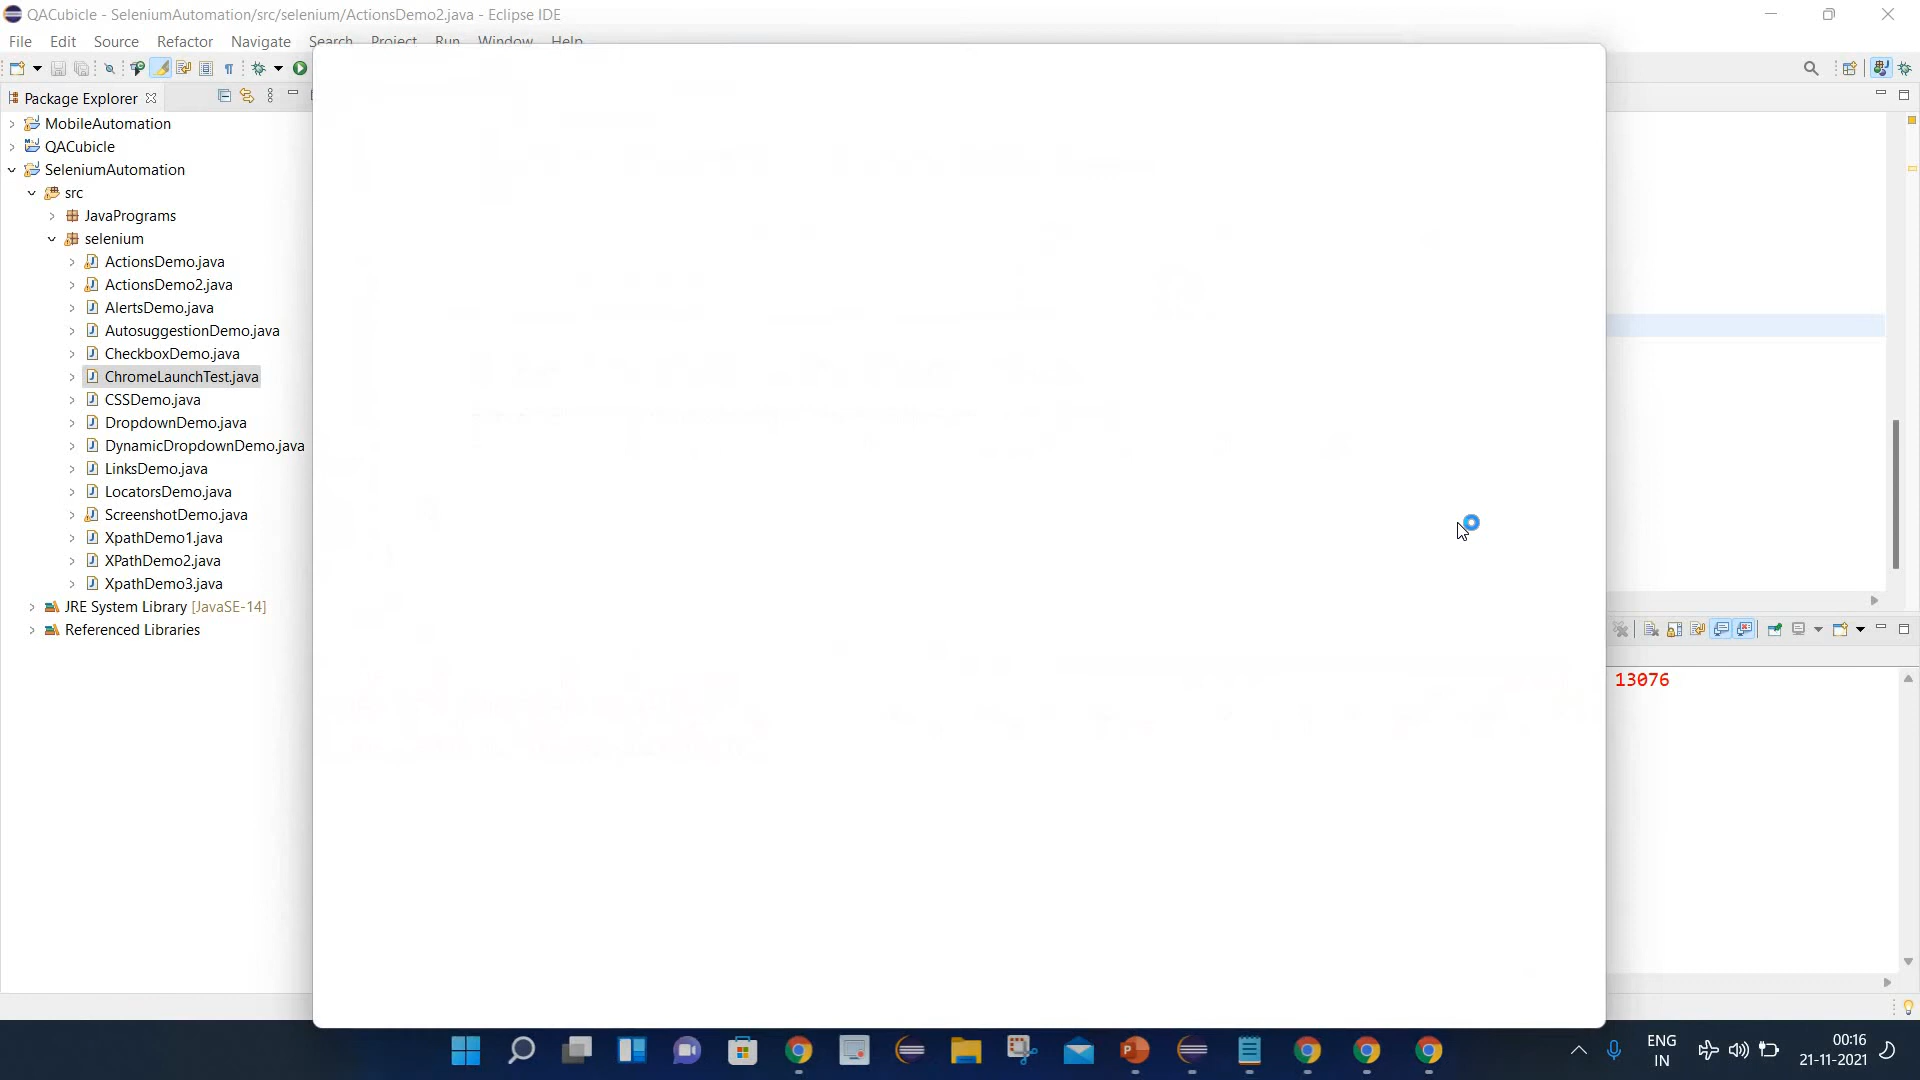 QACubicle - SeleniumAutomation/src/selenium/ActionsDemo2.java - Eclipse IDE
File Edit Source Refactor Navigate Search Project Run Window Help
Package Explorer
MobileAutomation
QACubicle
SeleniumAutomation
src
JavaPrograms
selenium
ActionsDemo.java
ActionsDemo2.java
AlertsDemo.java
AutosuggestionDemo.java
CheckboxDemo.java
ChromeLaunchTest.java
CSSDemo.java
DropdownDemo.java
DynamicDropdownDemo.java
LinksDemo.java
LocatorsDemo.java
ScreenshotDemo.java
XpathDemo1.java
XPathDemo2.java
XpathDemo3.java
JRE System Library [JavaSE-14]
Referenced Libraries
13076
ENG
IN
00:16
21-11-2021